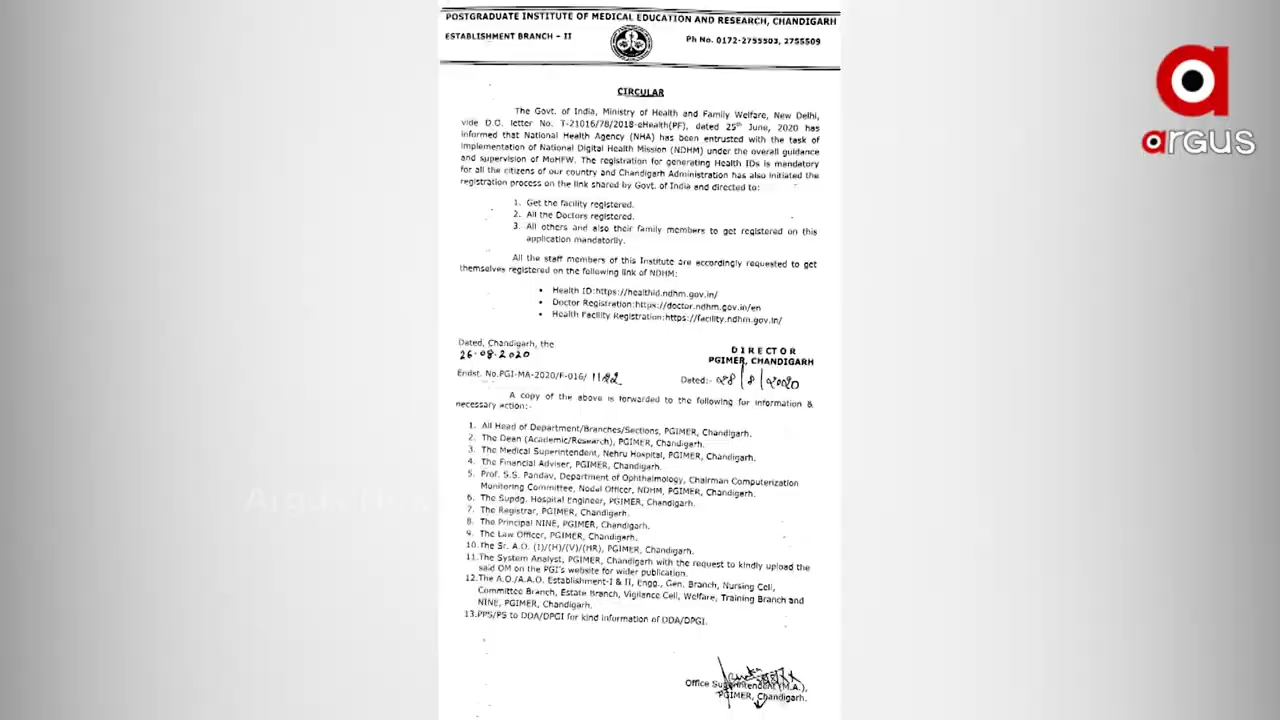 POSTGRADUATE INSTITUTE OF MEDICAL EDUCATION AND RESEARCH, CHANDIGARH
ESTABLISHMENT BRANCH – II
Ph No. 0172-2755503, 2755509
argus
CIRCULAR
The Govt. of India, Ministry of Health and Family Welfare, New Delhi,
vide D.O. letter No. T-21016/78/2018-eHealth(PF), dated 25th June, 2020 has
informed that National Health Agency (NHA) has been entrusted with the task of
implementation of National Digital Health Mission (NDHM) under the overall guidance
and supervision of MoHFW. The registration for generating Health IDs is mandatory
for all the citizens of our country and Chandigarh Administration has also initiated the
registration process on the link shared by Govt. of India and directed to:
1. Get the facility registered.
2. All the Doctors registered.
3. All others and also their family members to get registered on this
application mandatorily.
All the staff members of this Institute are accordingly requested to get
themselves registered on the following link of NDHM:
• Health ID:https://healthid.ndhm.gov.in/
• Doctor Registration:https://doctor.ndhm.gov.in/en
• Health Facility Registration:https://facility.ndhm.gov.in/
Dated, Chandigarh, the
26-08-2020
DIRECTOR
PGIMER, CHANDIGARH
Endst. No.PGI-MA-2020/F-016/ 1122
Dated:- 28/8/2020
A copy of the above is forwarded to the following for information &
necessary action:-
1. All Head of Department/Branches/Sections, PGIMER, Chandigarh.
2. The Dean (Academic/Research), PGIMER, Chandigarh.
3. The Medical Superintendent, Nehru Hospital, PGIMER, Chandigarh.
4. The Financial Adviser, PGIMER, Chandigarh.
5. Prof. S.S. Pandav, Department of Ophthalmology, Chairman Computerization
Monitoring Committee, Nodal Officer, NDHM, PGIMER, Chandigarh.
6. The Supdg. Hospital Engineer, PGIMER, Chandigarh.
7. The Registrar, PGIMER, Chandigarh.
8. The Principal NINE, PGIMER, Chandigarh.
9. The Law Officer, PGIMER, Chandigarh.
10. The Sr. A.O. (I)/(H)/(V)/(HR), PGIMER, Chandigarh.
11. The System Analyst, PGIMER, Chandigarh with the request to kindly upload the
said OM on the PGI's website for wider publication.
12. The A.O./A.A.O. Establishment-I & II, Engg., Gen. Branch, Nursing Cell,
Committee Branch, Estate Branch, Vigilance Cell, Welfare, Training Branch and
NINE, PGIMER, Chandigarh.
13. PPS/PS to DDA/DPGI for kind information of DDA/DPGI.
Office Superintendent (M.A.),
PGIMER, Chandigarh.